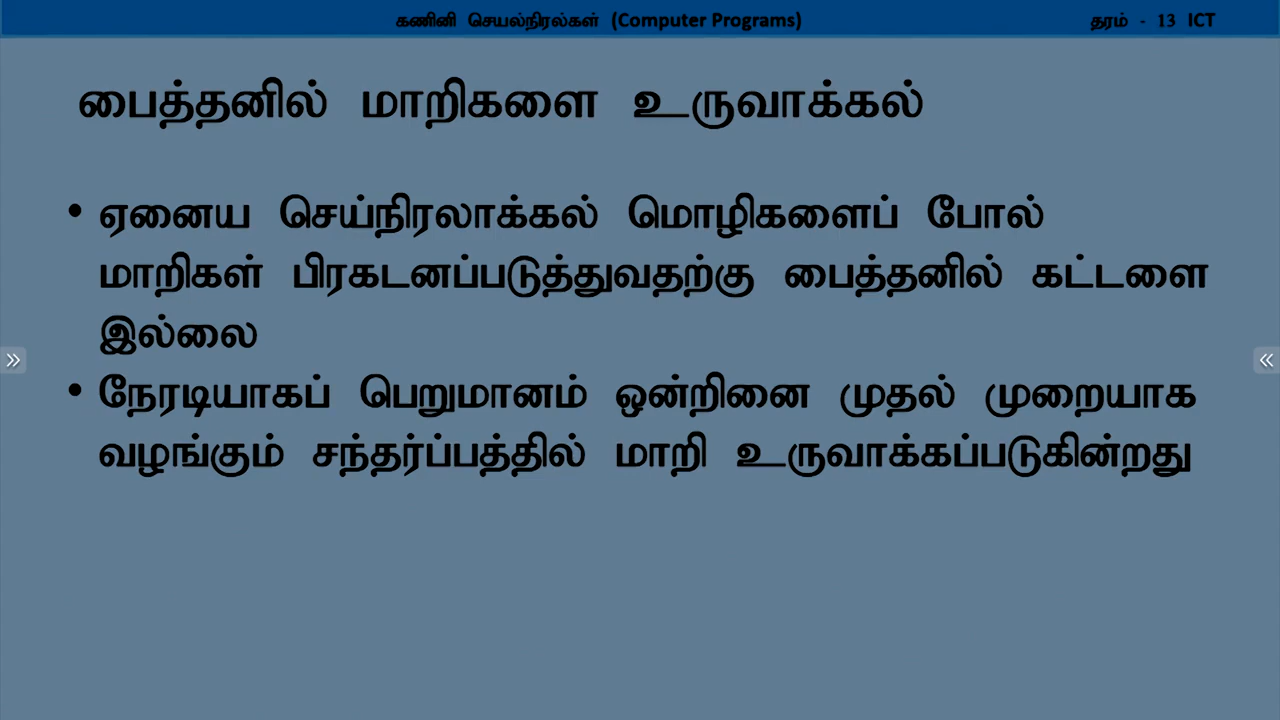 கணினி செயல்நிரல்கள் (Computer Programs) தரம் - 13 ICT
பைத்தனில் மாறிகளை உருவாக்கல்
• ஏனைய செய்நிரலாக்கல் மொழிகளைப் போல்
மாறிகள் பிரகடனப்படுத்துவதற்கு பைத்தனில் கட்டளை
இல்லை
• நேரடியாகப் பெறுமானம் ஒன்றினை முதல் முறையாக
வழங்கும் சந்தர்ப்பத்தில் மாறி உருவாக்கப்படுகின்றது